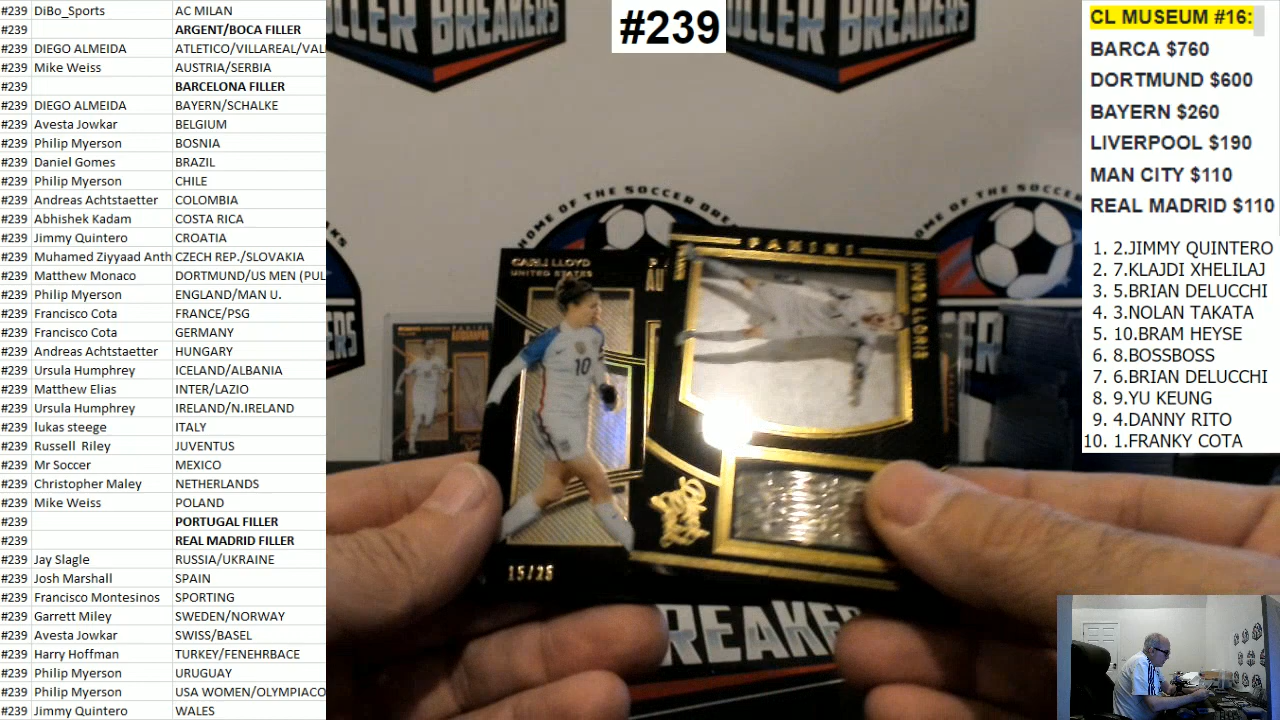 #239 DiBo_Sports AC MILAN
#239 ARGENT/BOCA FILLER
#239 DIEGO ALMEIDA ATLETICO/VILLAREAL/VAL
#239 Mike Weiss AUSTRIA/SERBIA
#239 BARCELONA FILLER
#239 DIEGO ALMEIDA BAYERN/SCHALKE
#239 Avesta Jowkar BELGIUM
#239 Philip Myerson BOSNIA
#239 Daniel Gomes BRAZIL
#239 Philip Myerson CHILE
#239 Andreas Achtstaetter COLOMBIA
#239 Abhishek Kadam COSTA RICA
#239 Jimmy Quintero CROATIA
#239 Muhamed Ziyyaad Anth CZECH REP./SLOVAKIA
#239 Matthew Monaco DORTMUND/US MEN (PUL
#239 Philip Myerson ENGLAND/MAN U.
#239 Francisco Cota FRANCE/PSG
#239 Francisco Cota GERMANY
#239 Andreas Achtstaetter HUNGARY
#239 Ursula Humphrey ICELAND/ALBANIA
#239 Matthew Elias INTER/LAZIO
#239 Ursula Humphrey IRELAND/N.IRELAND
#239 lukas steege ITALY
#239 Russell Riley JUVENTUS
#239 Mr Soccer MEXICO
#239 Christopher Maley NETHERLANDS
#239 Mike Weiss POLAND
#239 PORTUGAL FILLER
#239 REAL MADRID FILLER
#239 Jay Slagle RUSSIA/UKRAINE
#239 Josh Marshall SPAIN
#239 Francisco Montesinos SPORTING
#239 Garrett Miley SWEDEN/NORWAY
#239 Avesta Jowkar SWISS/BASEL
#239 Harry Hoffman TURKEY/FENEHRBACE
#239 Philip Myerson URUGUAY
#239 Philip Myerson USA WOMEN/OLYMPIACO
#239 Jimmy Quintero WALES
#239
BREAKERS
HOME OF THE SOCCER BRE
CARLI LLOYD
UNITED STATES
15/25
10
PANINI
REAKER
CL MUSEUM #16:
BARCA $760
DORTMUND $600
BAYERN $260
LIVERPOOL $190
MAN CITY $110
REAL MADRID $110
1. 2.JIMMY QUINTERO
2. 7.KLAJDI XHELILAJ
3. 5.BRIAN DELUCCHI
4. 3.NOLAN TAKATA
5. 10.BRAM HEYSE
6. 8.BOSSBOSS
7. 6.BRIAN DELUCCHI
8. 9.YU KEUNG
9. 4.DANNY RITO
10. 1.FRANKY COTA